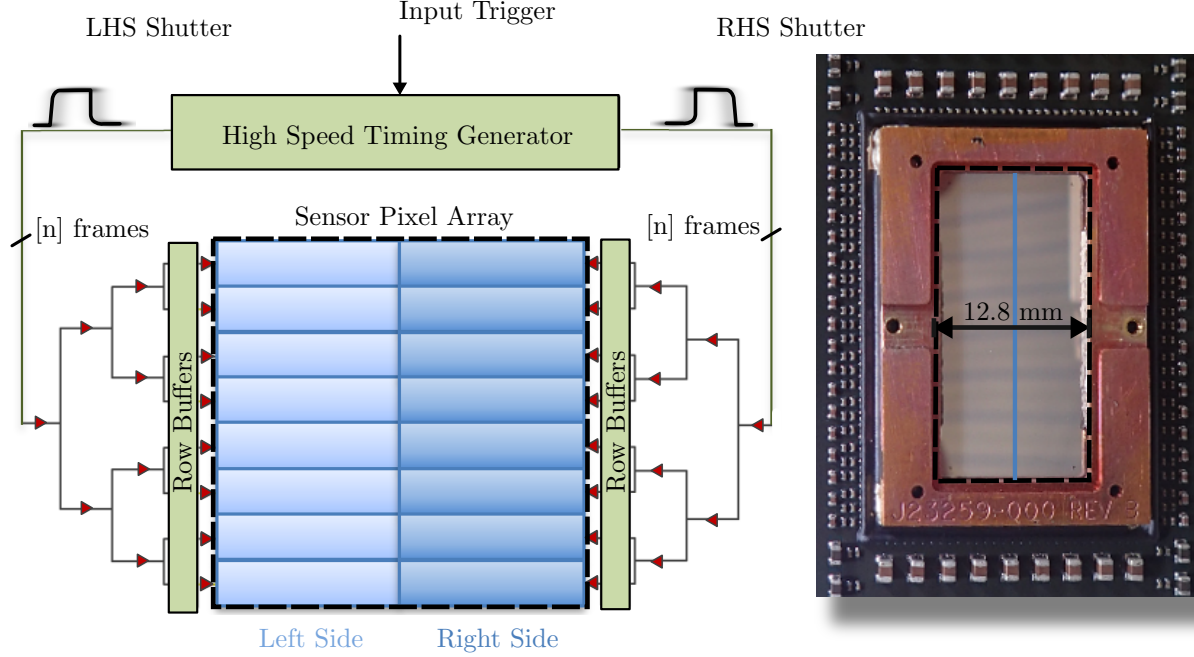 Input Trigger
LHS Shutter
RHS Shutter
High Speed Timing Generator
[n] frames
Sensor Pixel Array
[n] frames
Row Buffers
Row Buffers
12.8 mm
J23259-000 REV 3
Left Side
Right Side